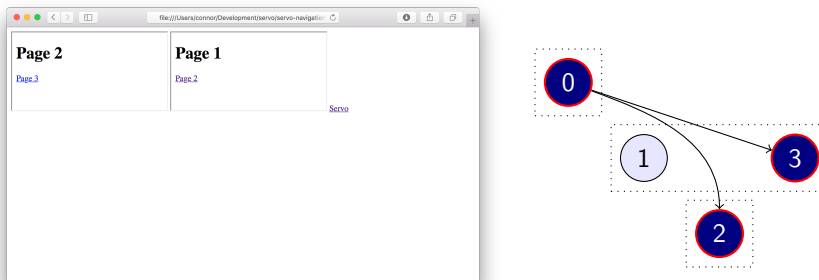 file:///Users/connor/Development/servo/servo-navigation
Page 2
Page 3
Page 1
Page 2
Servo
0
1
3
2